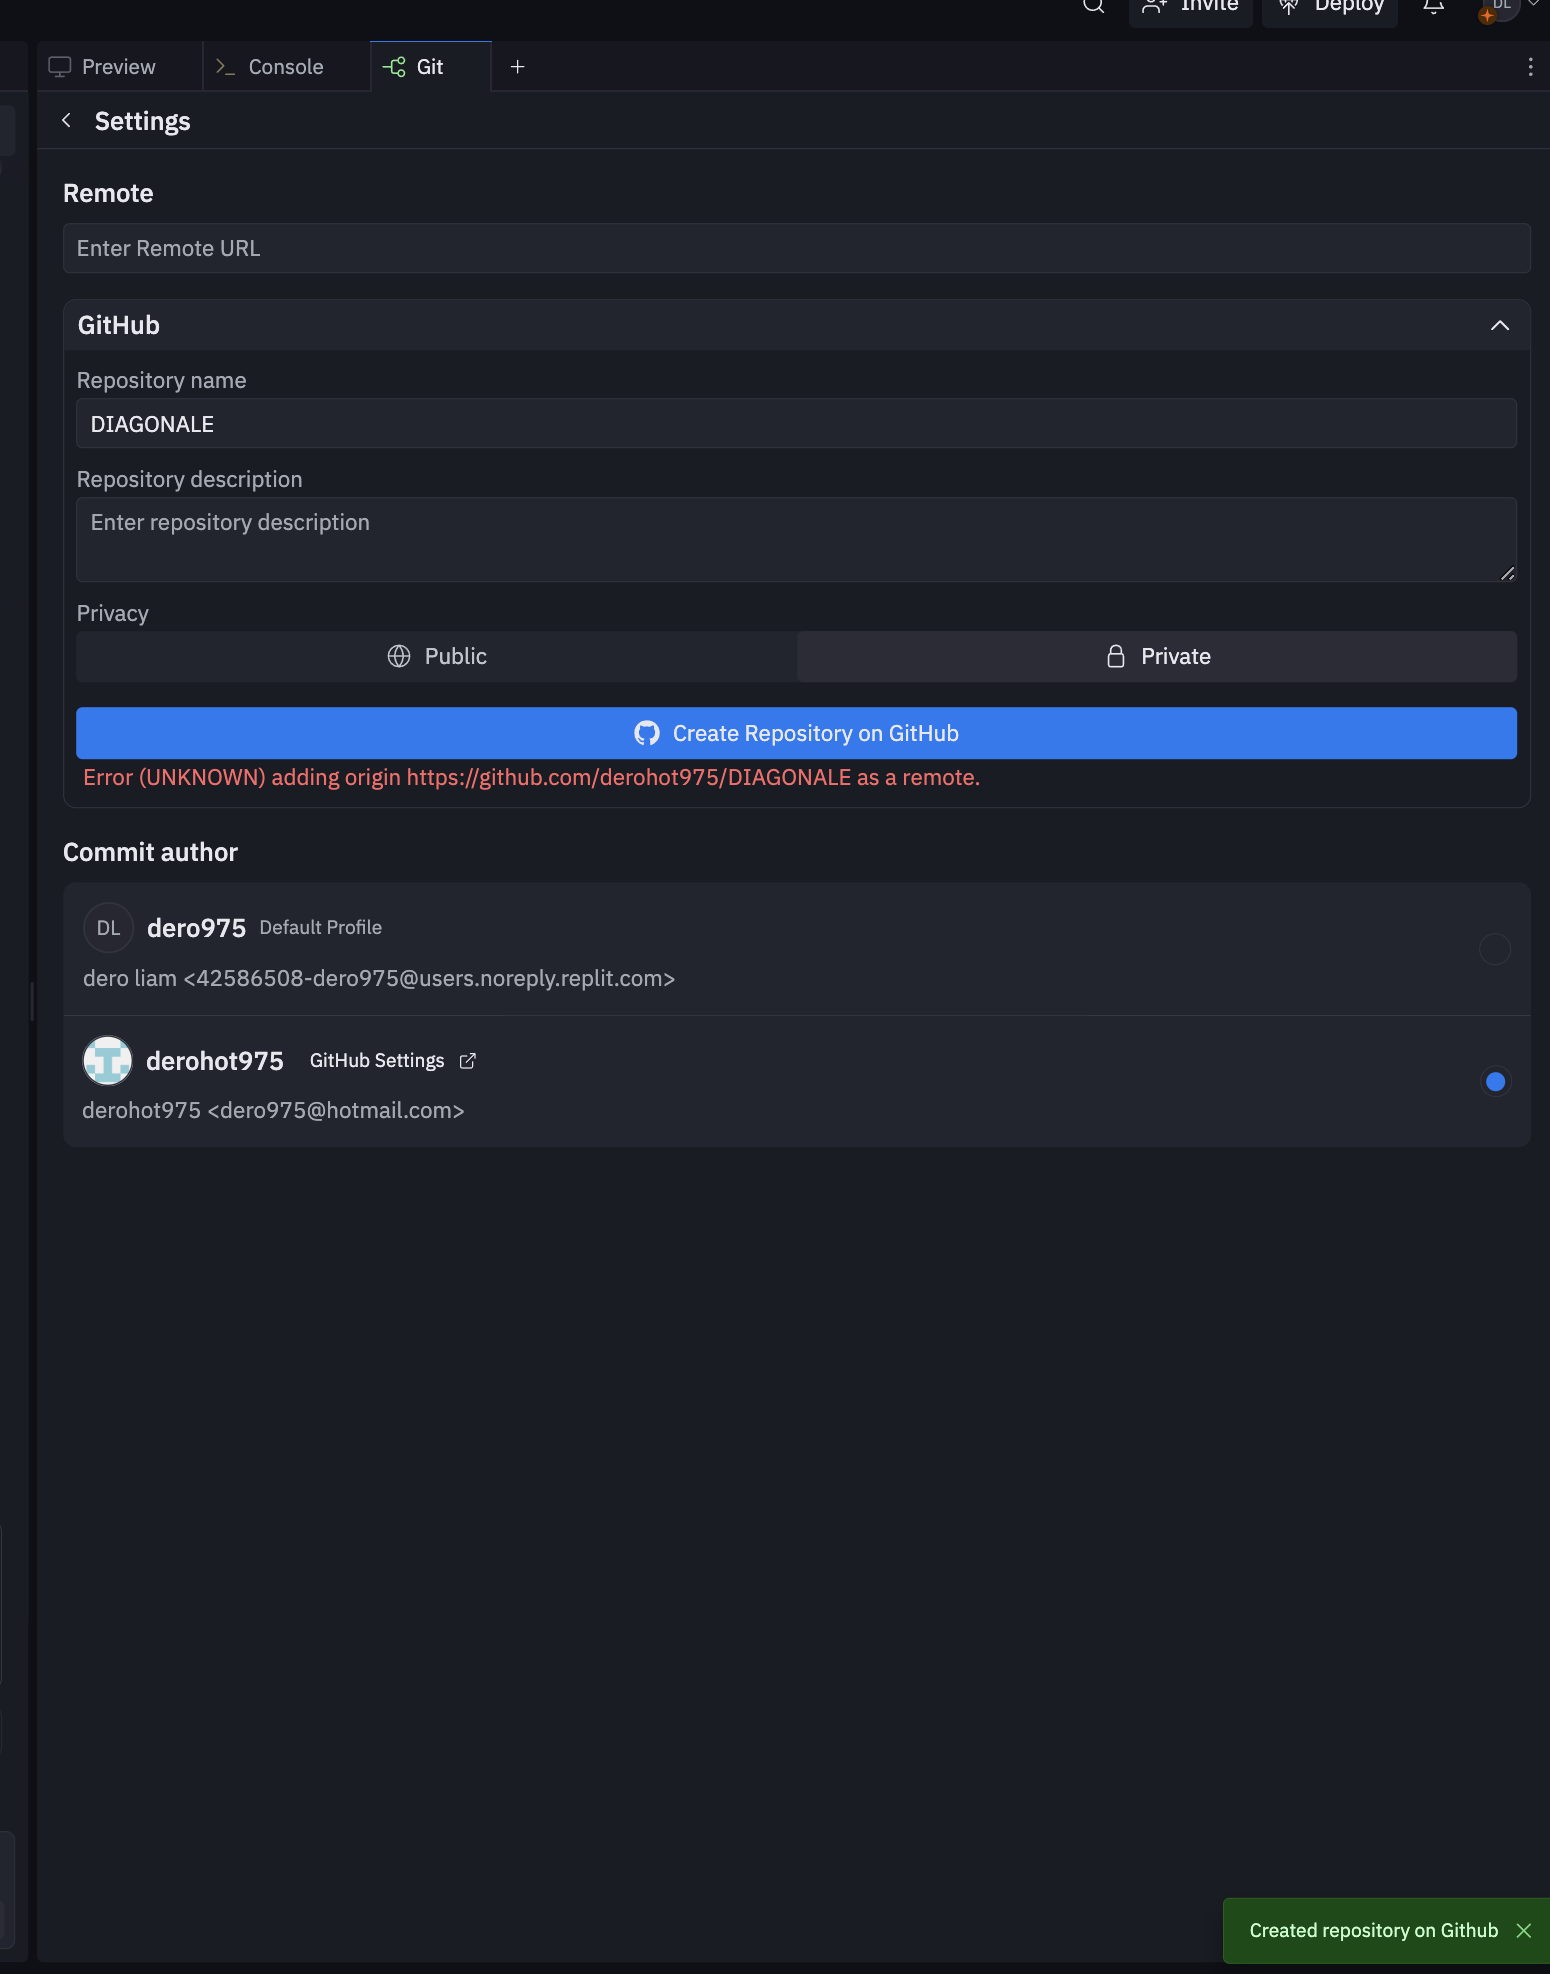 Invite
Deploy
DL
Preview
Console
Git
Settings
Remote
Enter Remote URL
GitHub
Repository name
DIAGONALE
Repository description
Enter repository description
Privacy
Public
Private
Create Repository on GitHub
Error (UNKNOWN) adding origin https://github.com/derohot975/DIAGONALE as a remote.
Commit author
DL
dero975 Default Profile
dero liam <42586508-dero975@users.noreply.replit.com>
derohot975 GitHub Settings
derohot975 <dero975@hotmail.com>
Created repository on Github